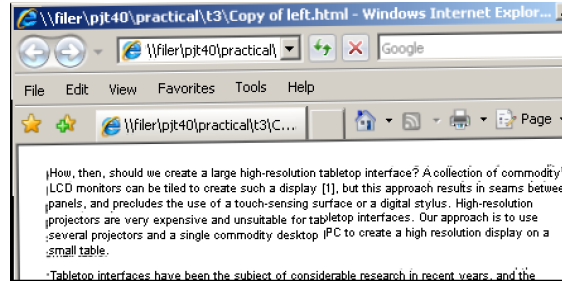 \\filer\pjt40\practical\t3\Copy of left.html - Windows Internet Explor...
\\filer\pjt40\practical\
Google
File Edit View Favorites Tools Help
\\filer\pjt40\practical\t3\C...
Page
How, then, should we create a large high-resolution tabletop interface? A collection of commodity
LCD monitors can be tiled to create such a display [1], but this approach results in seams betwee
panels, and precludes the use of a touch-sensing surface or a digital stylus. High-resolution
projectors are very expensive and unsuitable for tabletop interfaces. Our approach is to use
several projectors and a single commodity desktop PC to create a high resolution display on a
small table.
Tabletop interfaces have been the subject of considerable research in recent years, and the